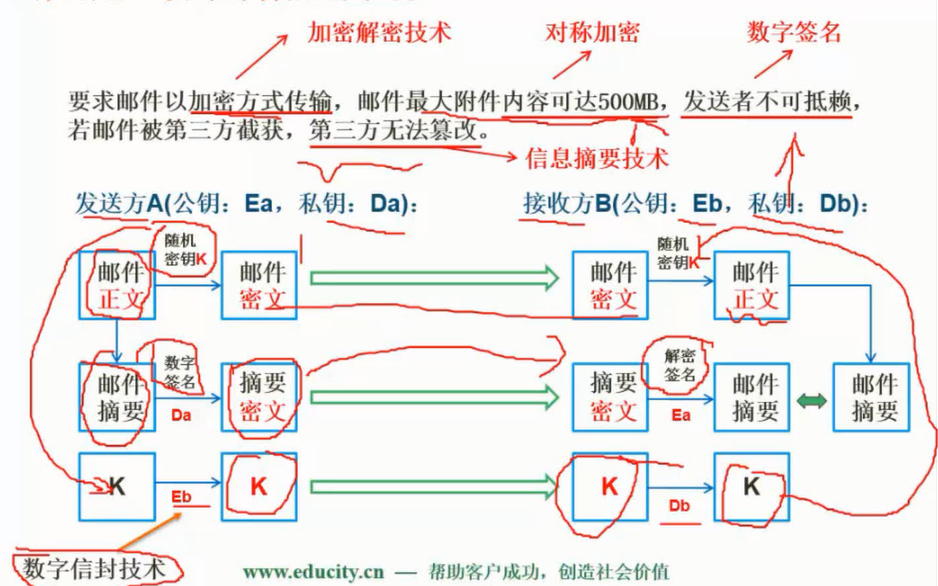 加密解密技术
对称加密
数字签名
要求邮件以加密方式传输，邮件最大附件内容可达500MB，发送者不可抵赖，
若邮件被第三方截获，第三方无法篡改。
信息摘要技术
发送方A(公钥：Ea，私钥：Da)：
接收方B(公钥：Eb，私钥：Db)：
邮件
正文
随机
密钥K
邮件
密文
邮件
密文
随机
密钥K
邮件
正文
邮件
摘要
数字
签名
Da
摘要
密文
摘要
密文
解密
签名
Ea
邮件
摘要
邮件
摘要
K
Eb
K
K
Db
K
数字信封技术
www.educity.cn — 帮助客户成功，创造社会价值